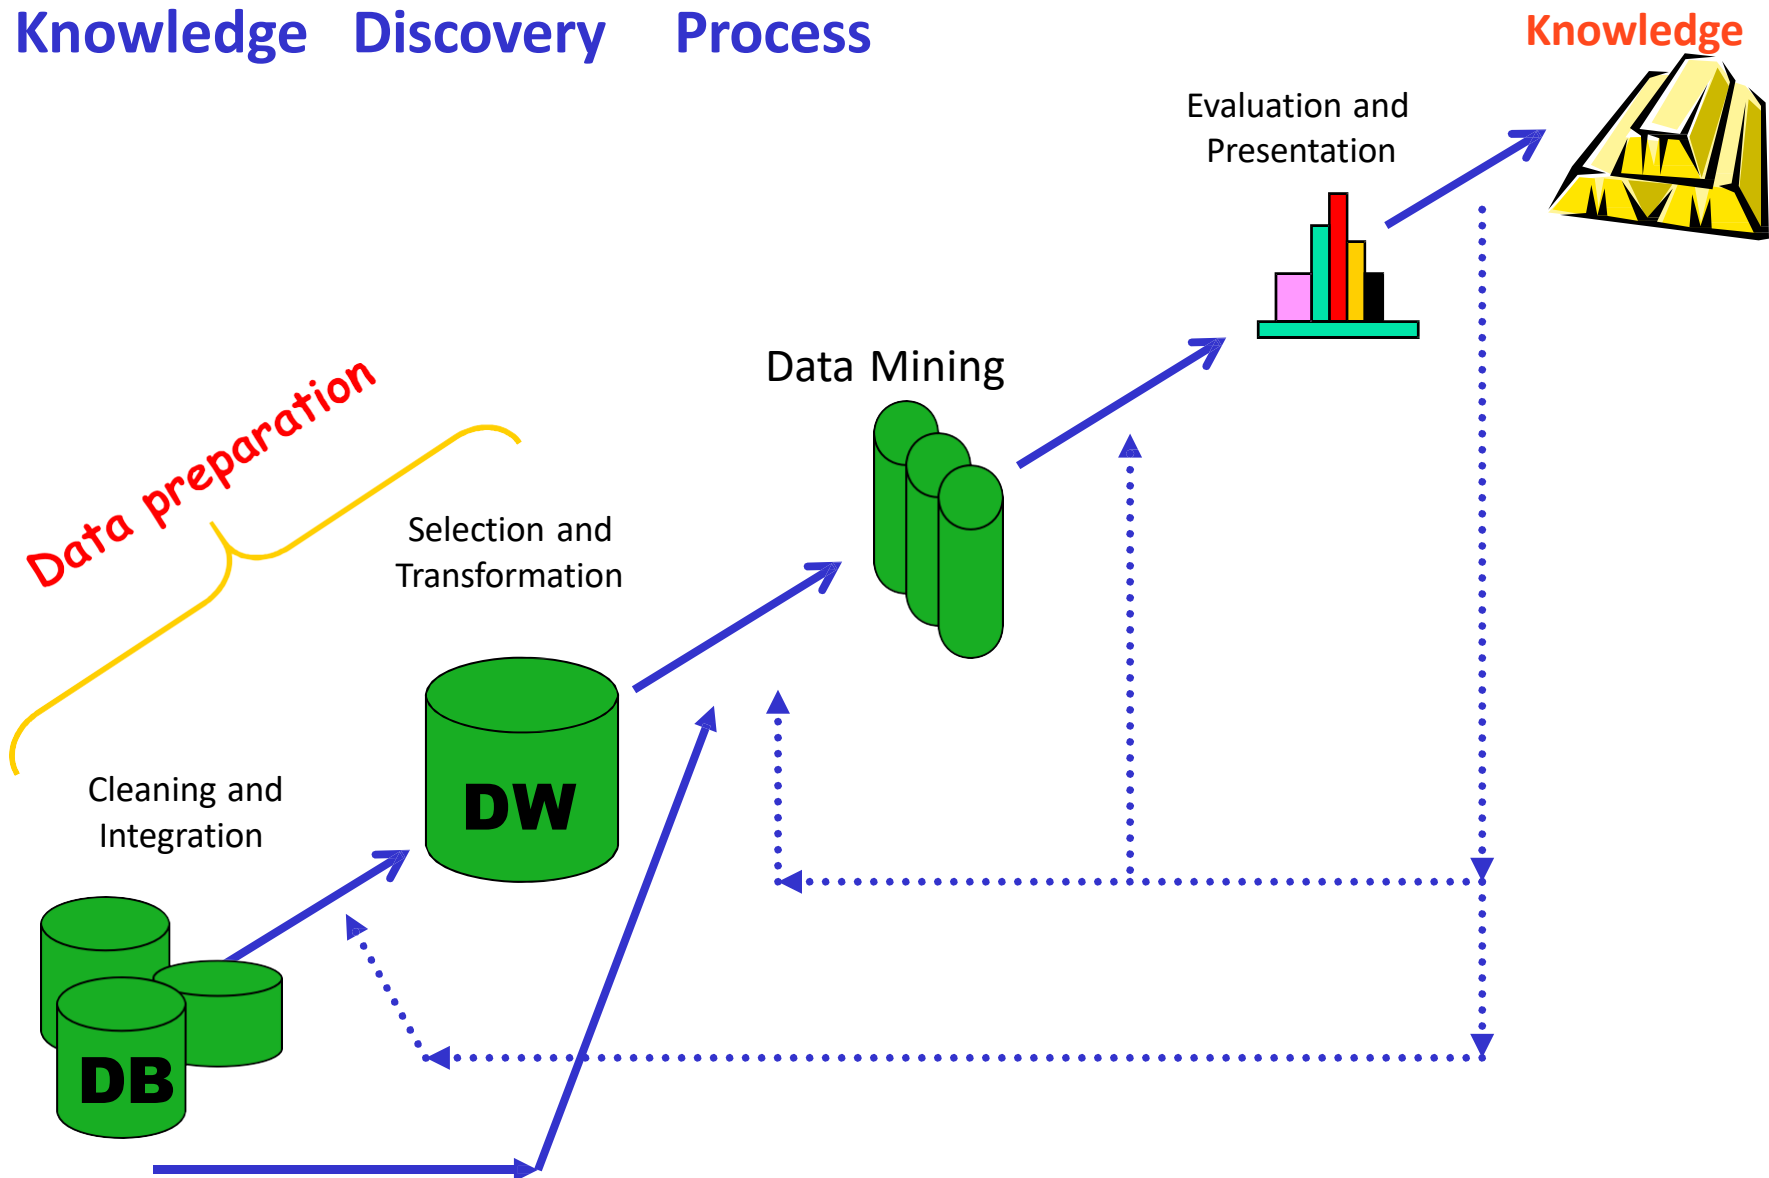 Knowledge Discovery Process
Knowledge
Evaluation and
Presentation
Data Mining
Data preparation
Selection and
Transformation
Cleaning and
Integration
DW
DB